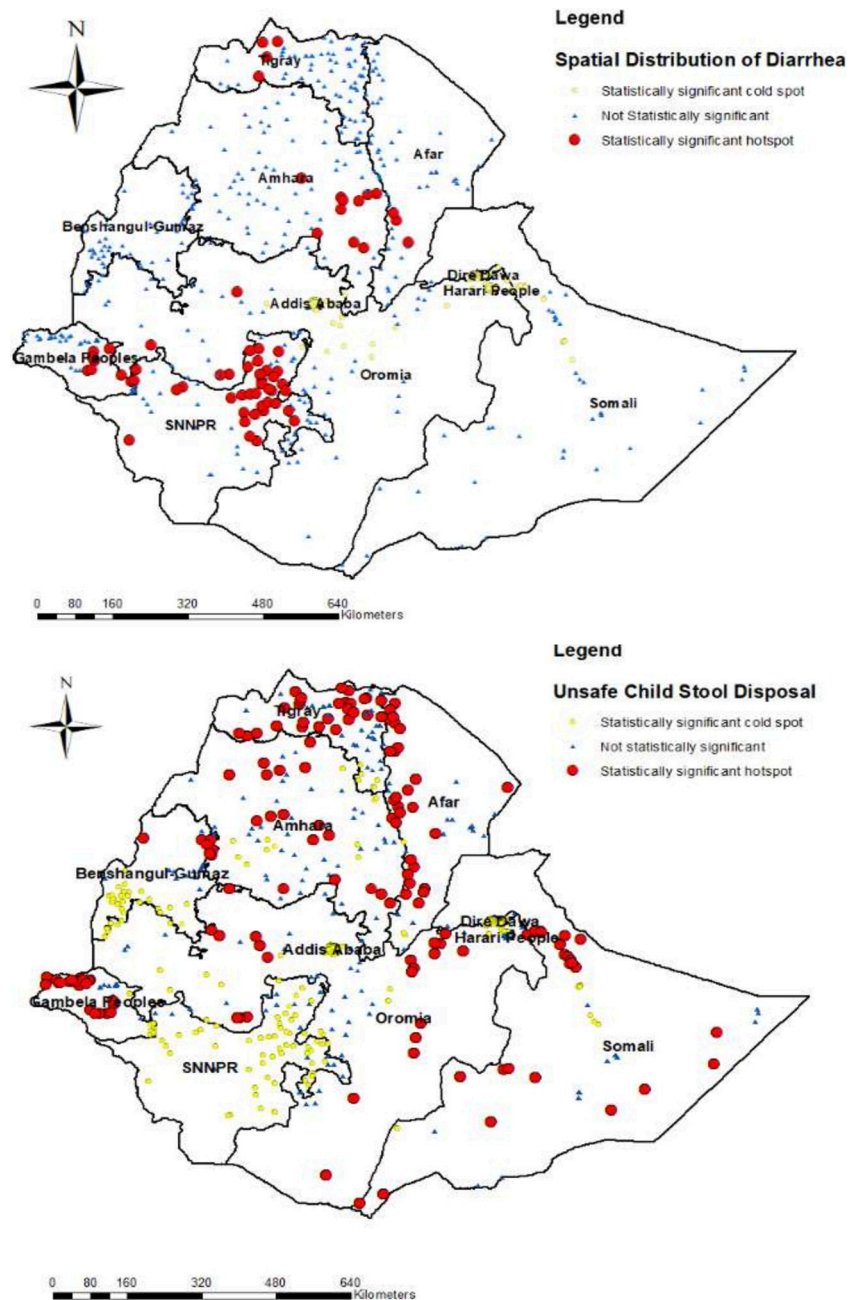 N
Legend
Spatial Distribution of Diarrhea
Statistically significant cold spot
Not Statistically significant
Statistically significant hotspot
Tigray
Afar
Amhara
Benshangul-Gumaz
Dire Dawa
Harari People
Addis Ababa
Gambela Peoples
Oromia
SNNPR
Somali
0 80 160 320 480 640
Kilometers
N
Legend
Unsafe Child Stool Disposal
Statistically significant cold spot
Not statistically significant
Statistically significant hotspot
Tigray
Afar
Amhara
Benshangul-Gumaz
Dire Dawa
Harari People
Addis Ababa
Gambela Peoples
Oromia
SNNPR
Somali
0 80 160 320 480 640
Kilometers